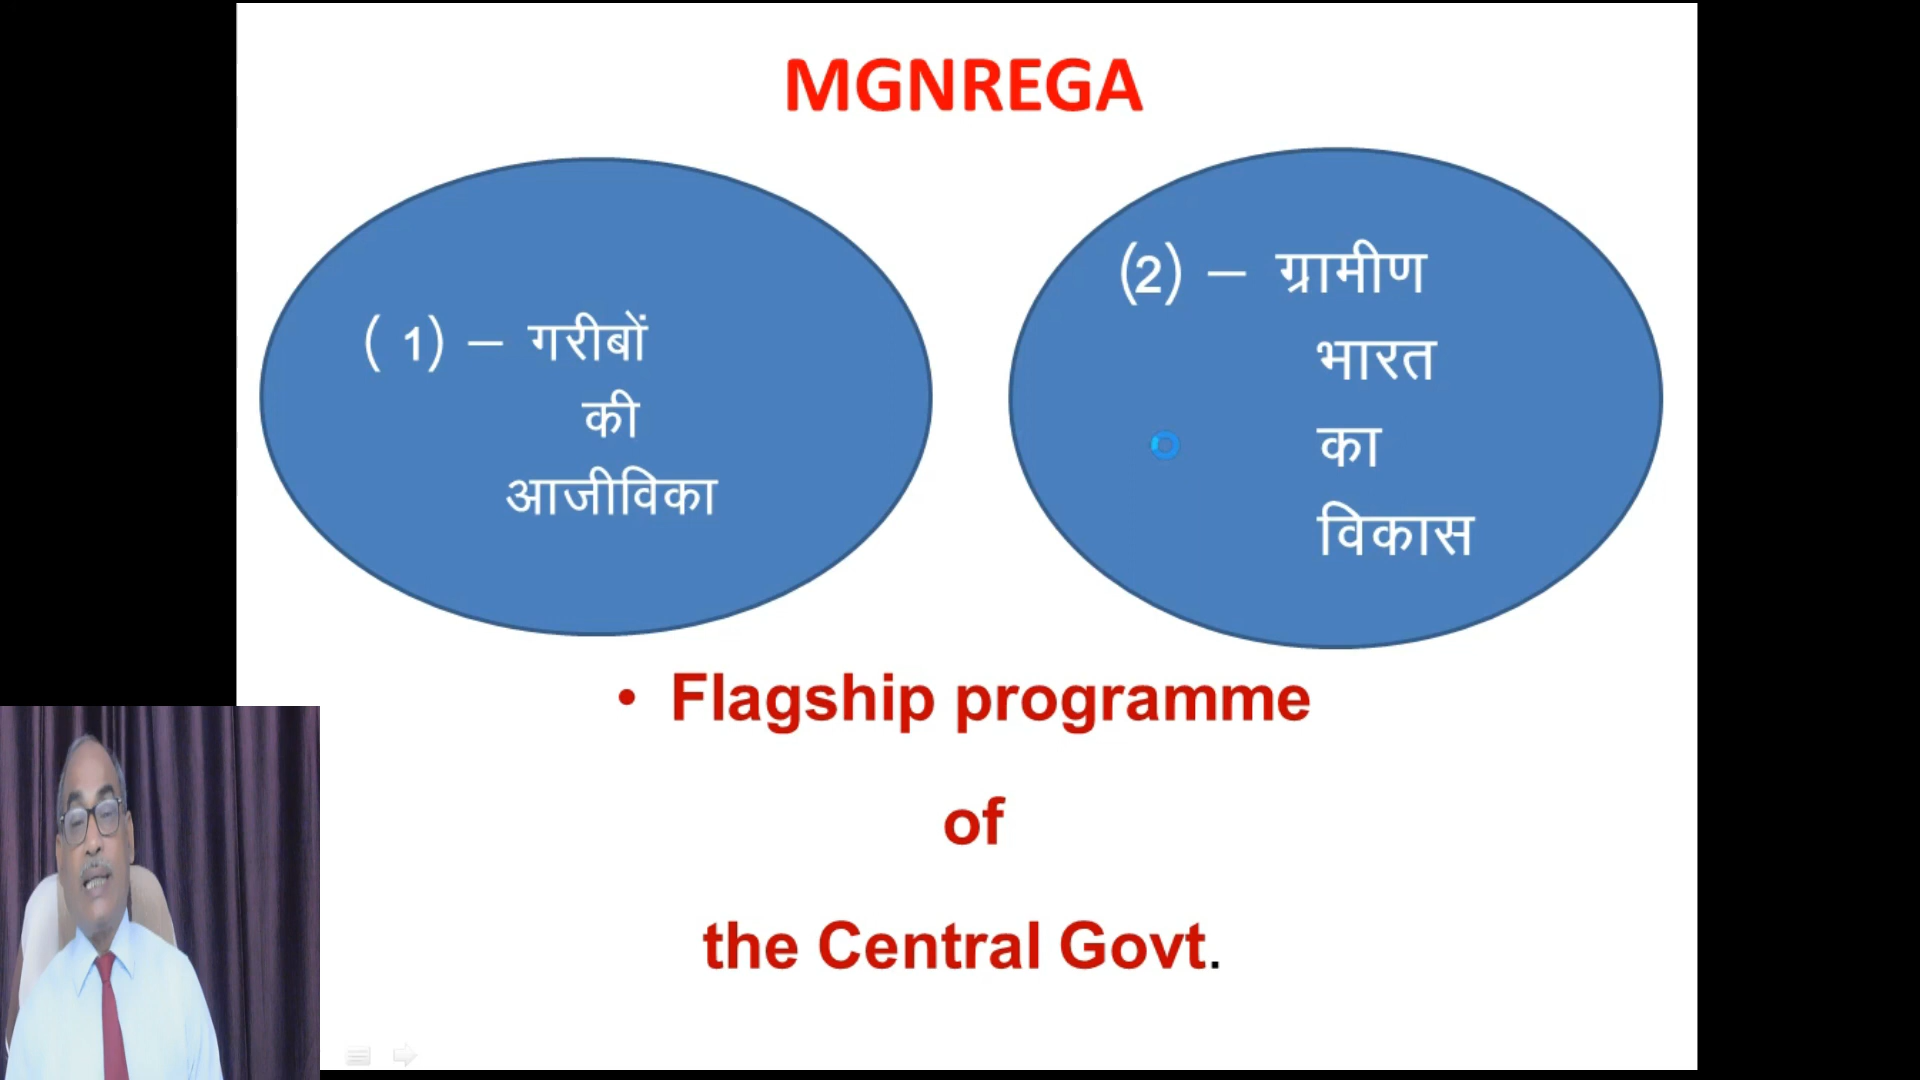 MGNREGA
( 1) – गरीबों
की
आजीविका
(2) – ग्रामीण
भारत
का
विकास
• Flagship programme
of
the Central Govt.